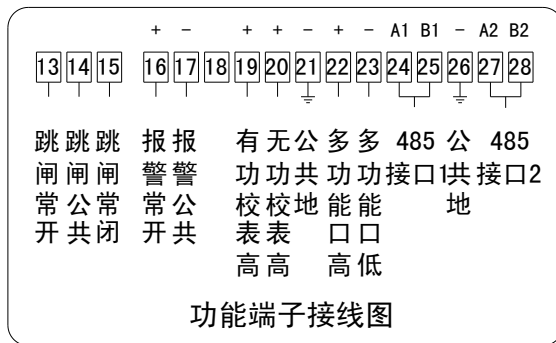 + − + + − + − A1 B1 − A2 B2
13 14 15 16 17 18 19 20 21 22 23 24 25 26 27 28
跳闸常开
跳闸公共
跳闸常闭
报警常开
报警公共
有功校表高
无功校表高
公共地
多功能口高
多功能口低
485
接口1
公共地
485
接口2
功能端子接线图